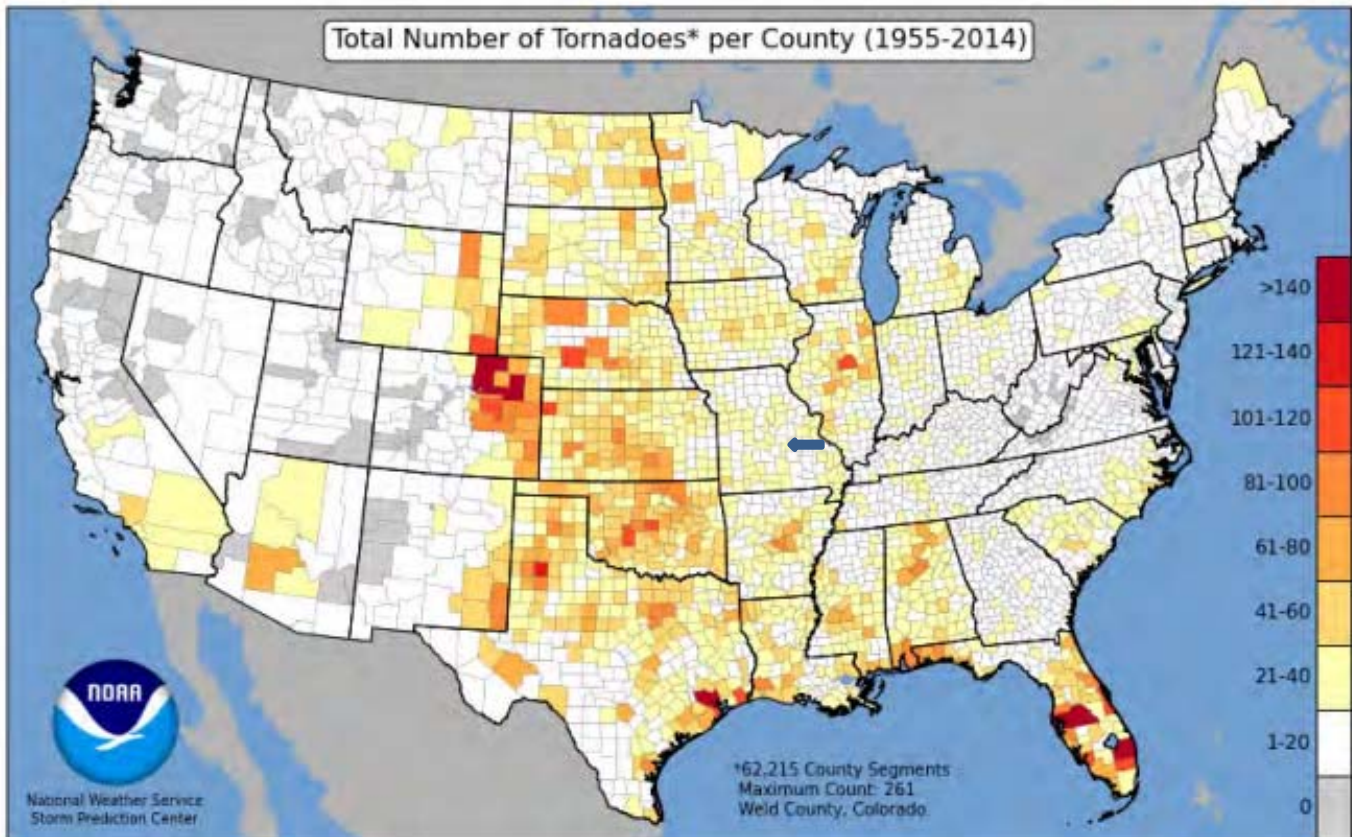 Total Number of Tornadoes* per County (1955-2014)
>140
121-140
101-120
81-100
61-80
41-60
21-40
1-20
0
NOAA
National Weather Service
Storm Prediction Center
*62,215 County Segments
Maximum Count: 261
Weld County, Colorado